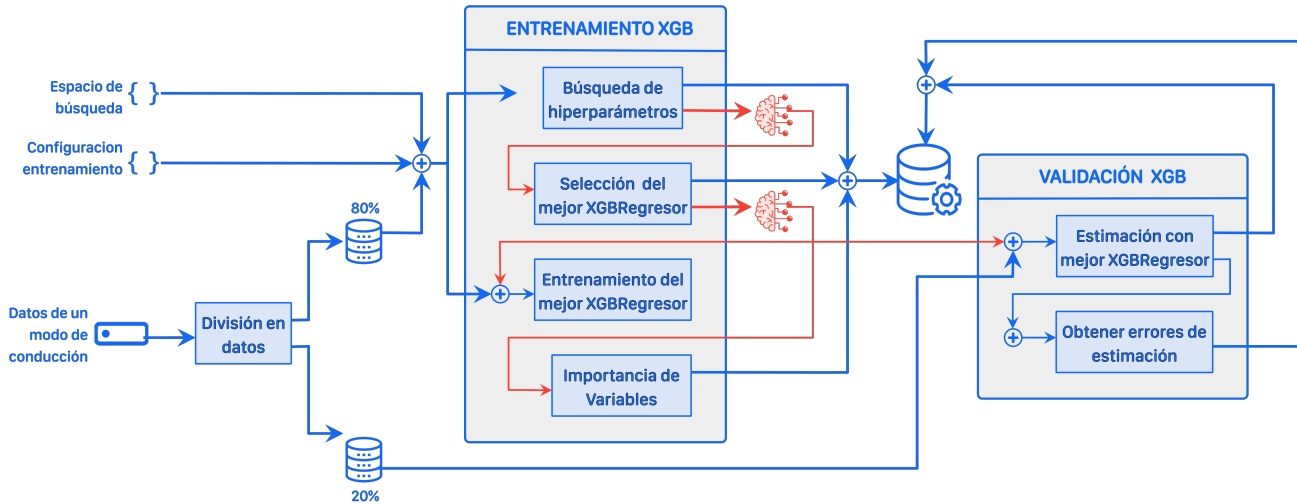 ENTRENAMIENTO XGB
Espacio de
búsqueda
{ }
Búsqueda de
hiperparámetros
Configuracion
entrenamiento
{ }
Selección del
mejor XGBRegresor
VALIDACIÓN XGB
80%
Estimación con
mejor XGBRegresor
Entrenamiento del
mejor XGBRegresor
Datos de un
modo de
conducción
División en
datos
Obtener errores de
estimación
Importancia de
Variables
20%